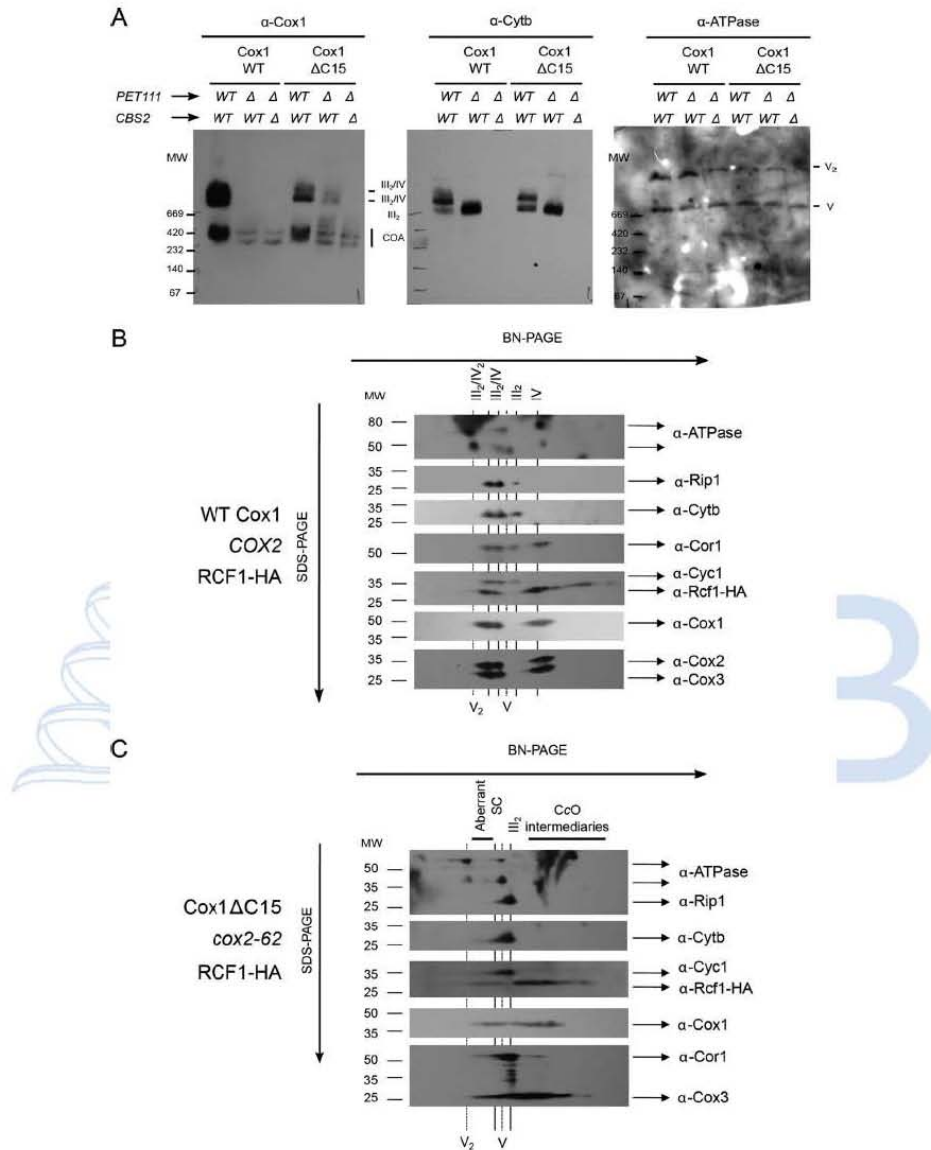 A
α-Cox1
α-Cytb
α-ATPase
Cox1 WT
Cox1 ΔC15
Cox1 WT
Cox1 ΔC15
Cox1 WT
Cox1 ΔC15
PET111 WT Δ Δ WT Δ Δ WT Δ Δ WT Δ Δ WT Δ Δ WT Δ Δ
CBS2 WT WT Δ WT WT Δ WT WT Δ WT WT Δ WT WT Δ WT WT Δ
MW
669
420
232
140
67
III₂/IV
III₂/IV
III₂
COA
MW
669
420
232
140
67
V₂
V
B
BN-PAGE
MW
III₂/IV₂
III₂/IV
III₂
IV
WT Cox1
COX2
RCF1-HA
SDS-PAGE
80
50
α-ATPase
35
25
α-Rip1
35
25
α-Cytb
50
α-Cor1
35
25
α-Cyc1
α-Rcf1-HA
50
35
α-Cox1
35
25
α-Cox2
α-Cox3
V₂ V
3
C
BN-PAGE
MW
Aberrant
SC
III₂
CcO
intermediaries
Cox1ΔC15
cox2-62
RCF1-HA
SDS-PAGE
50
35
25
α-ATPase
α-Rip1
35
25
α-Cytb
35
25
α-Cyc1
α-Rcf1-HA
50
35
α-Cox1
50
35
25
α-Cor1
α-Cox3
V₂ V